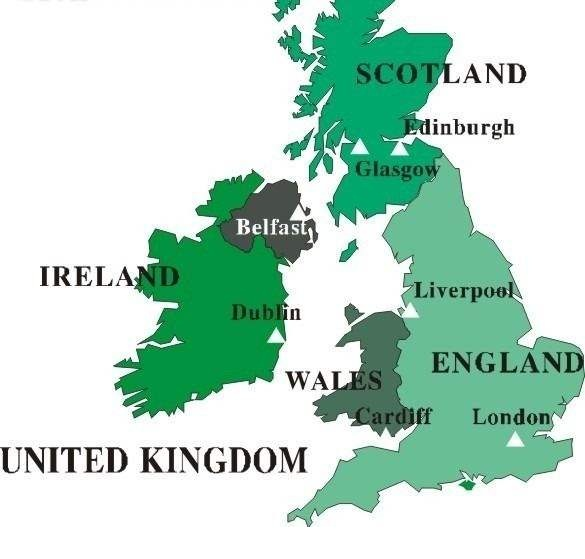 SCOTLAND
Edinburgh
Glasgow
Belfast
IRELAND
Liverpool
Dublin
ENGLAND
WALES
Cardiff
London
UNITED KINGDOM